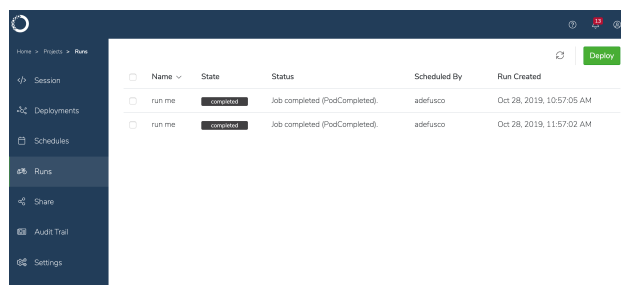 13
Home > Projects > Runs
Deploy
Session
Deployments
Schedules
Runs
Share
Audit Trail
Settings
Name State Status Scheduled By Run Created
run me completed Job completed (PodCompleted). adefusco Oct 28, 2019, 10:57:05 AM
run me completed Job completed (PodCompleted). adefusco Oct 28, 2019, 11:57:02 AM